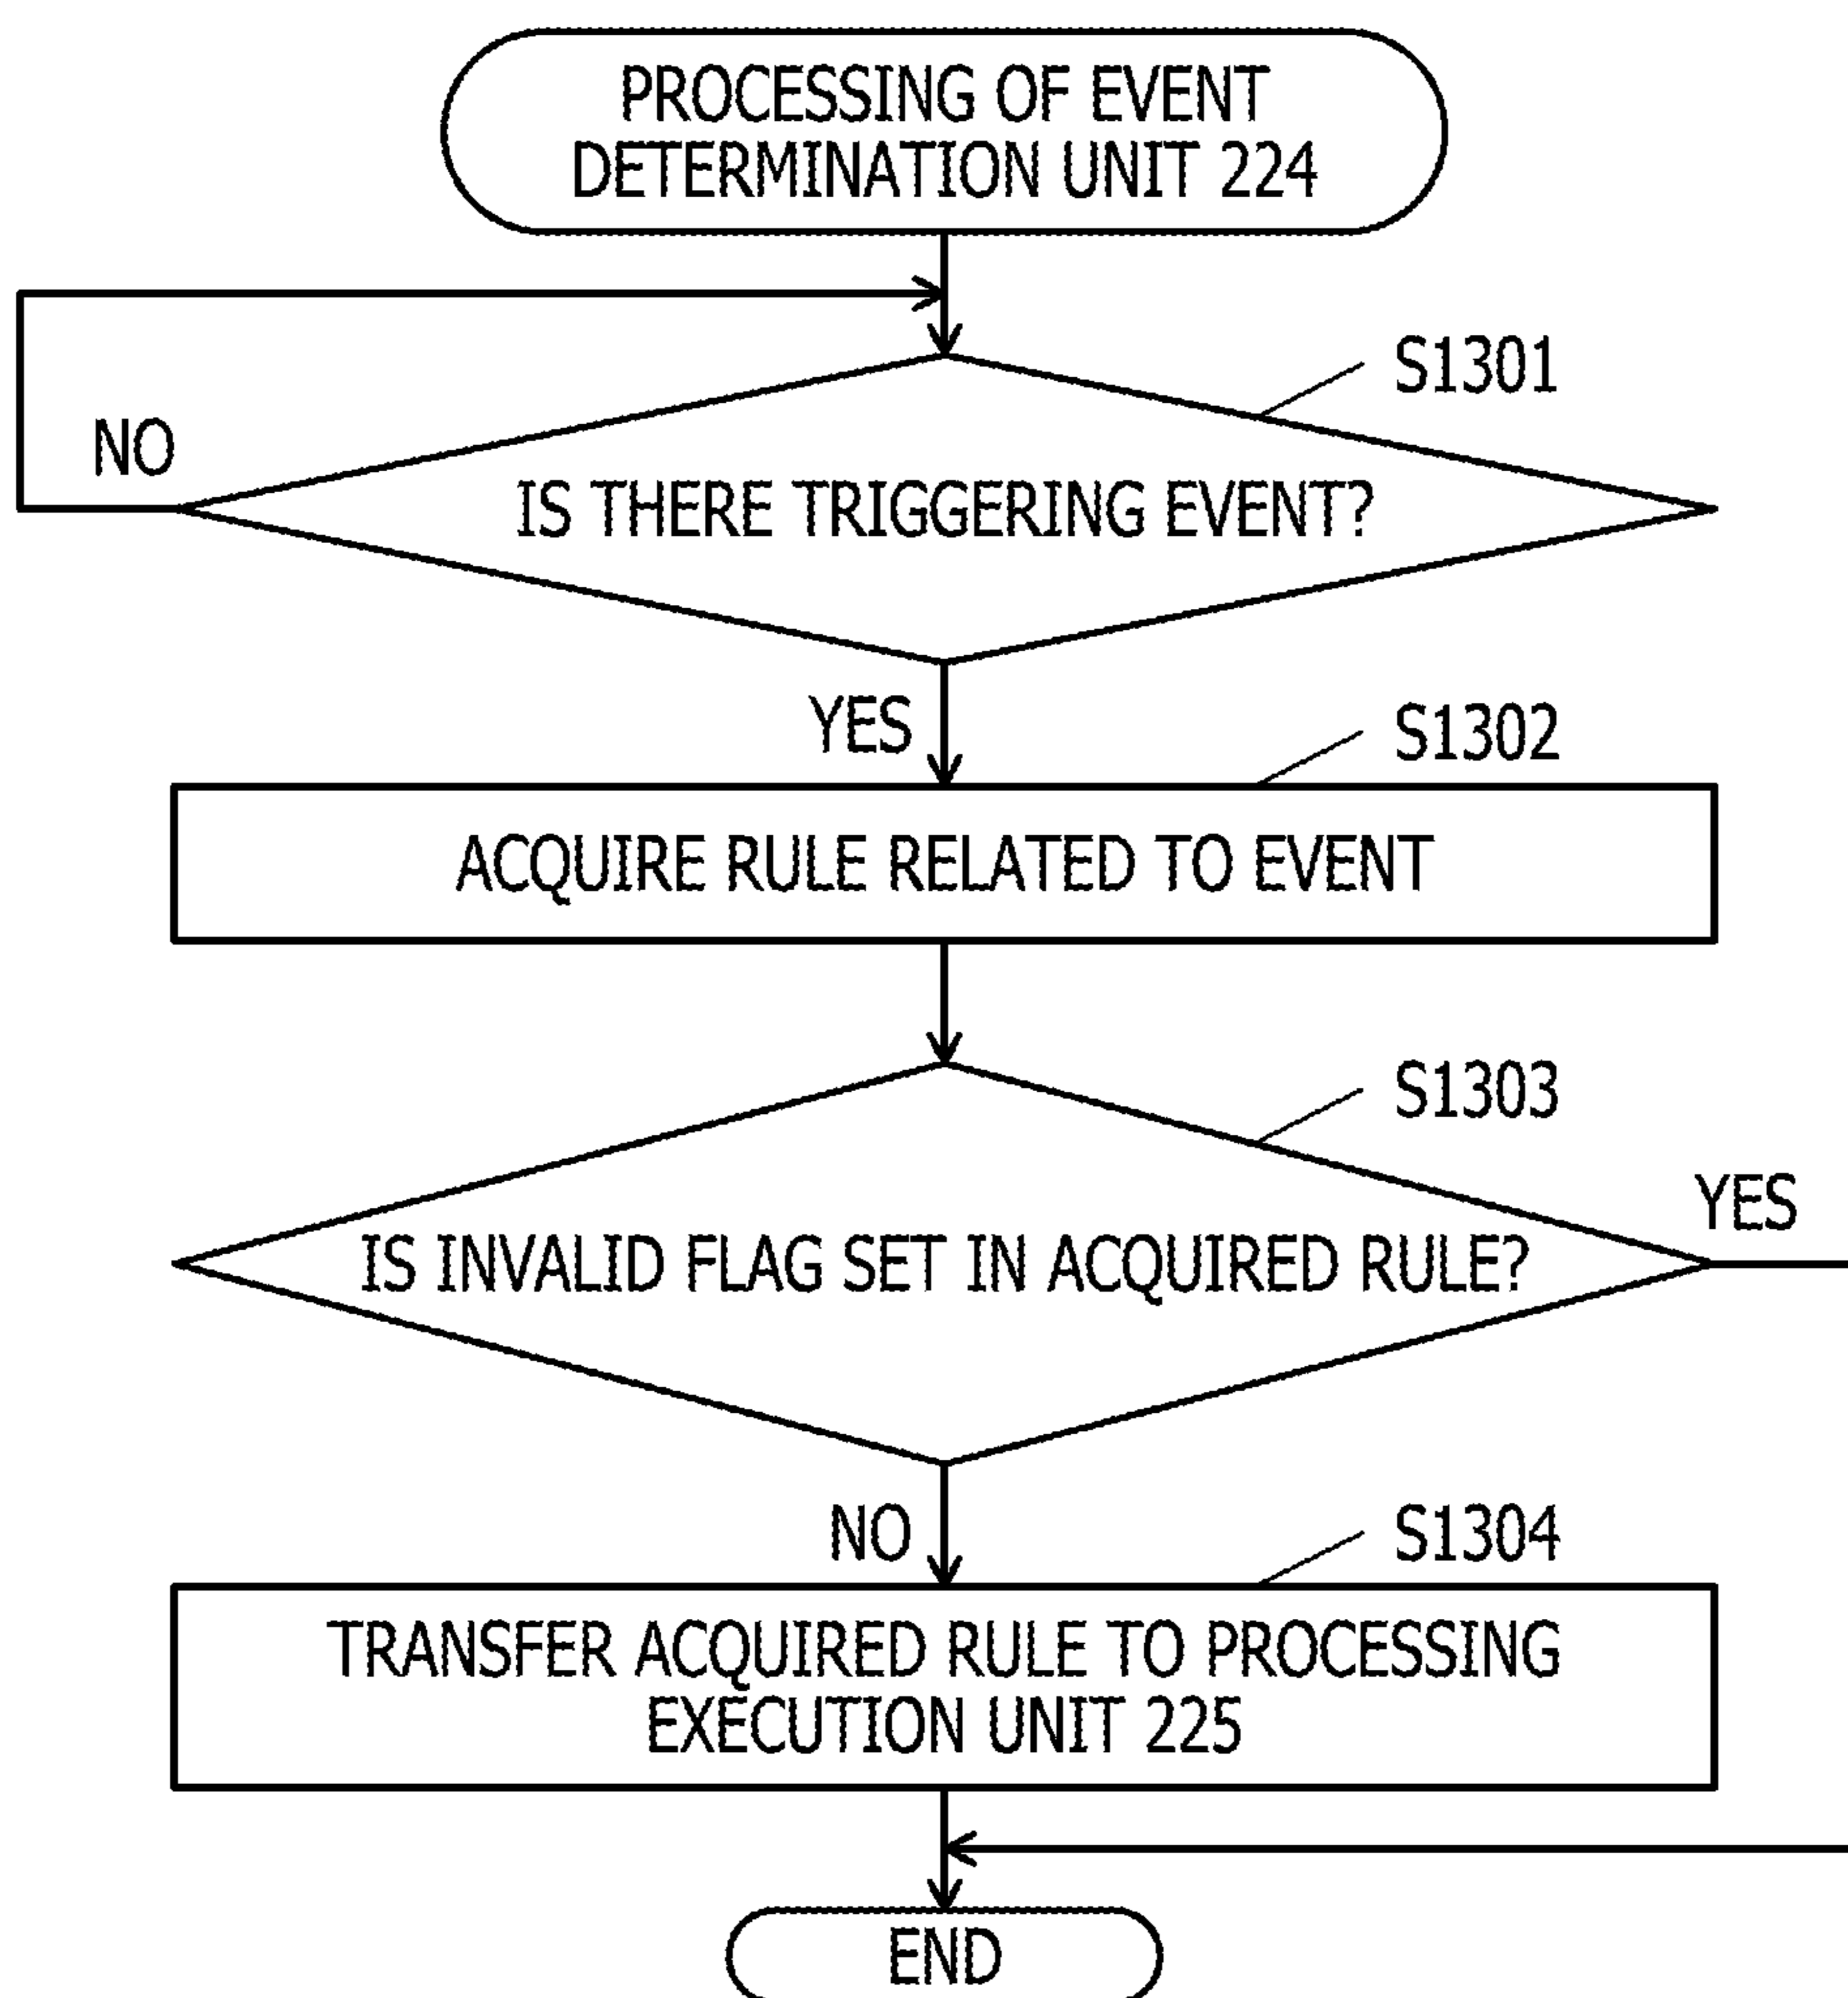 PROCESSING OF EVENT
DETERMINATION UNIT 224
S1301
NO
IS THERE TRIGGERING EVENT?
YES
S1302
ACQUIRE RULE RELATED TO EVENT
S1303
YES
IS INVALID FLAG SET IN ACQUIRED RULE?
NO
S1304
TRANSFER ACQUIRED RULE TO PROCESSING
EXECUTION UNIT 225
END